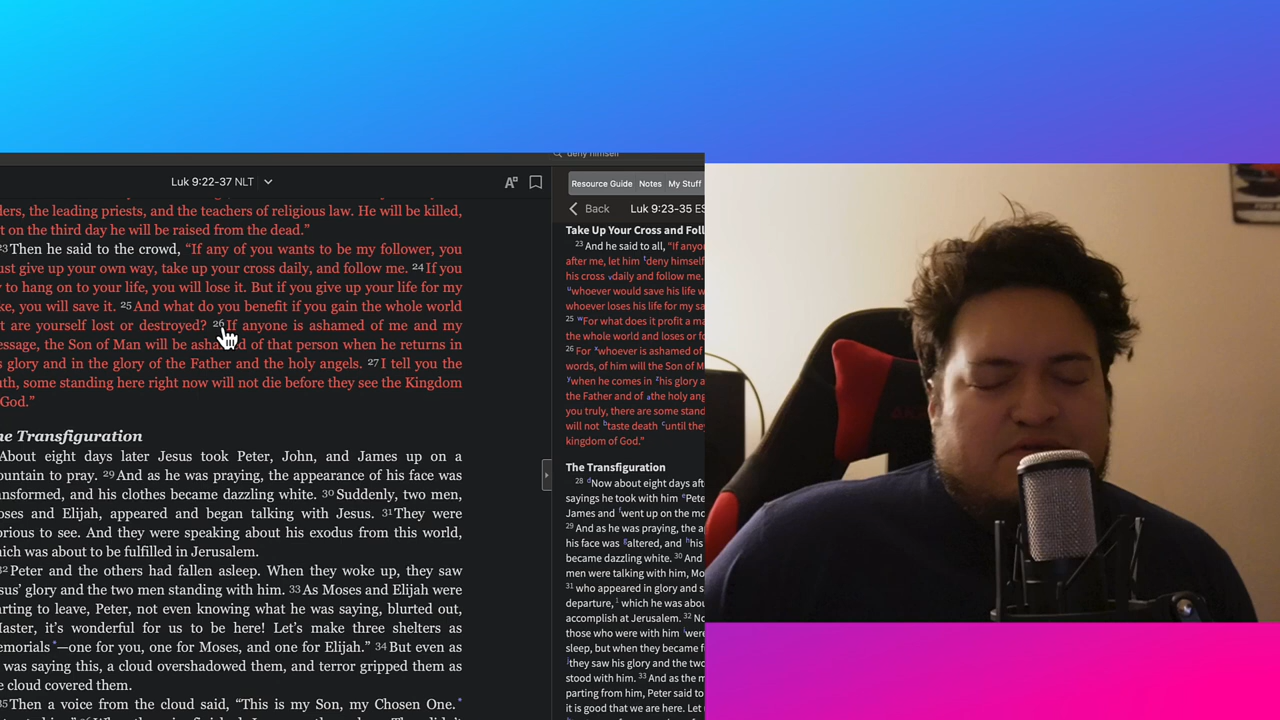 Luk 9:22-37 NLT
A
the leading priests, and the teachers of religious law. He will be killed,
on the third day he will be raised from the dead.”
23 Then he said to the crowd, “If any of you wants to be my follower, you
give up your own way, take up your cross daily, and follow me. 24 If you
to hang on to your life, you will lose it. But if you give up your life for my
you will save it. 25 And what do you benefit if you gain the whole world
are yourself lost or destroyed? 26 If anyone is ashamed of me and my
the Son of Man will be of that person when he returns in
glory and in the glory of the Father and the holy angels. 27 I tell you the
some standing here right now will not die before they see the Kingdom
God.”
Transfiguration
About eight days later Jesus took Peter, John, and James up on a
to pray. 29 And as he was praying, the appearance of his face was
and his clothes became dazzling white. 30 Suddenly, two men,
and Elijah, appeared and began talking with Jesus. 31 They were
to see. And they were speaking about his exodus from this world,
which was about to be fulfilled in Jerusalem.
32 Peter and the others had fallen asleep. When they woke up, they saw
glory and the two men standing with him. 33 As Moses and Elijah were
to leave, Peter, not even knowing what he was saying, blurted out,
it’s wonderful for us to be here! Let’s make three shelters as
*—one for you, one for Moses, and one for Elijah.” 34 But even as
was saying this, a cloud overshadowed them, and terror gripped them as
cloud covered them.
35 Then a voice from the cloud said, “This is my Son, my Chosen One.*
deny himself
Resource Guide Notes My Stuff
Back Luk 9:23-35 ES
Take Up Your Cross and Foll
23 And he said to all, “If anyo
after me, let him deny himself
his cross daily and follow me.
whoever would save his life w
whoever loses his life for my sa
25 For what does it profit a ma
the whole world and loses or fo
26 For whoever is ashamed of
words, of him will the Son of M
when he comes in his glory a
the Father and of the holy ang
you truly, there are some stand
will not taste death until they
kingdom of God.”
The Transfiguration
28 Now about eight days aft
sayings he took with him Pete
James and went up on the mou
29 And as he was praying, the a
his face was altered, and his
became dazzling white. 30 And
men were talking with him, Mo
31 who appeared in glory and s
departure, which he was abou
accomplish at Jerusalem. 32 No
those who were with him were
sleep, but when they became f
they saw his glory and the two
stood with him. 33 And as the m
parting from him, Peter said to
it is good that we are here. Let